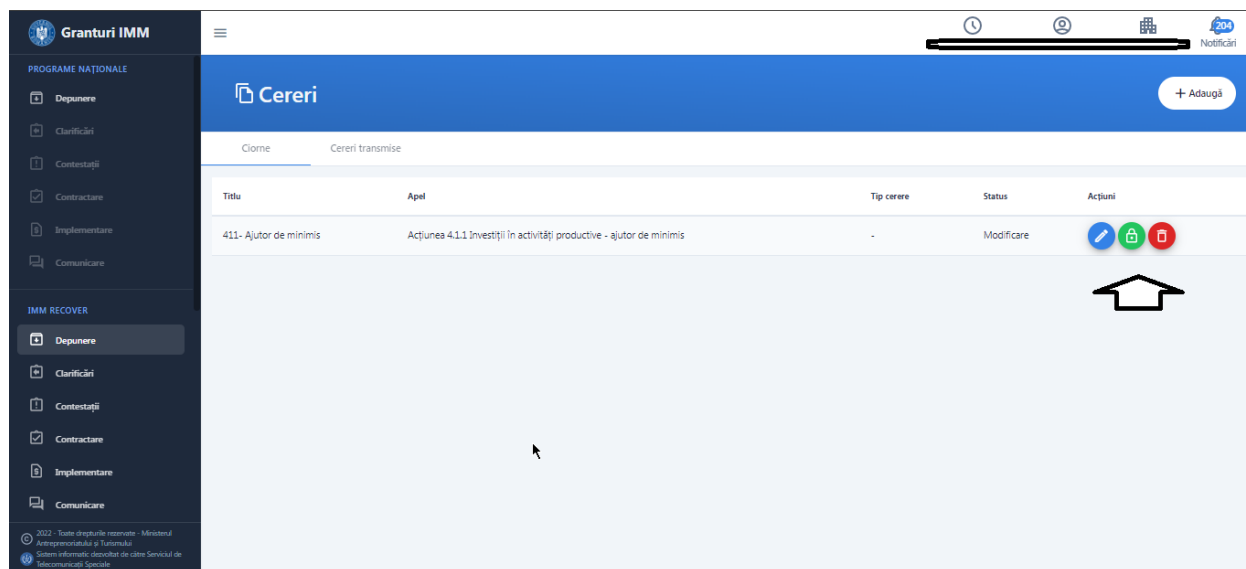 Granturi IMM
204
Notificări
PROGRAME NAȚIONALE
Depunere
Clarificări
Contestații
Contractare
Implementare
Comunicare
IMM RECOVER
Depunere
Clarificări
Contestații
Contractare
Implementare
Comunicare
2022 - Toate drepturile rezervate - Ministerul
Antreprenoriatului și Turismului
Sistem informatic dezvoltat de către Serviciul de
Telecomunicații Speciale
Cereri
+ Adaugă
Ciorne Cereri transmise
Titlu Apel Tip cerere Status Acțiuni
411- Ajutor de minimis Acțiunea 4.1.1 Investiții în activități productive - ajutor de minimis - Modificare